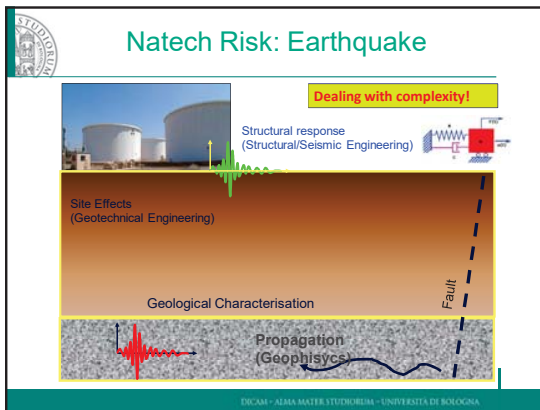 STUDIORUM
Natech Risk: Earthquake
Dealing with complexity!
Structural response
(Structural/Seismic Engineering)
Site Effects
(Geotechnical Engineering)
Geological Characterisation
Fault
Propagation
(Geophisycs)
DICAM - ALMA MATER STUDIORUM – UNIVERSITÀ DI BOLOGNA